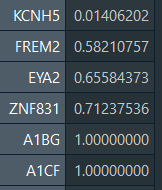 KCNH5 0.01406202
FREM2 0.58210757
EYA2 0.65584373
ZNF831 0.71237536
A1BG 1.00000000
A1CF 1.00000000